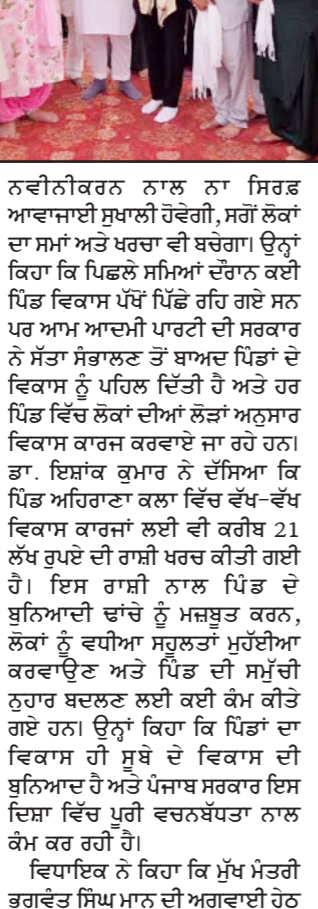 ਨਵੀਨੀਕਰਨ ਨਾਲ ਨਾ ਸਿਰਫ਼
ਆਵਾਜਾਈ ਸੁਖਾਲੀ ਹੋਵੇਗੀ, ਸਗੋਂ ਲੋਕਾਂ
ਦਾ ਸਮਾਂ ਅਤੇ ਖਰਚਾ ਵੀ ਬਚੇਗਾ। ਉਨ੍ਹਾਂ
ਕਿਹਾ ਕਿ ਪਿਛਲੇ ਸਮਿਆਂ ਦੌਰਾਨ ਕਈ
ਪਿੰਡ ਵਿਕਾਸ ਪੱਖੋਂ ਪਿੱਛੇ ਰਹਿ ਗਏ ਸਨ
ਪਰ ਆਮ ਆਦਮੀ ਪਾਰਟੀ ਦੀ ਸਰਕਾਰ
ਨੇ ਸੱਤਾ ਸੰਭਾਲਣ ਤੋਂ ਬਾਅਦ ਪਿੰਡਾਂ ਦੇ
ਵਿਕਾਸ ਨੂੰ ਪਹਿਲ ਦਿੱਤੀ ਹੈ ਅਤੇ ਹਰ
ਪਿੰਡ ਵਿੱਚ ਲੋਕਾਂ ਦੀਆਂ ਲੋੜਾਂ ਅਨੁਸਾਰ
ਵਿਕਾਸ ਕਾਰਜ ਕਰਵਾਏ ਜਾ ਰਹੇ ਹਨ।
ਡਾ. ਇਸ਼ਾਂਕ ਕੁਮਾਰ ਨੇ ਦੱਸਿਆ ਕਿ
ਪਿੰਡ ਅਹਿਰਾਣਾ ਕਲਾ ਵਿੱਚ ਵੱਖ-ਵੱਖ
ਵਿਕਾਸ ਕਾਰਜਾਂ ਲਈ ਵੀ ਕਰੀਬ 21
ਲੱਖ ਰੁਪਏ ਦੀ ਰਾਸ਼ੀ ਖਰਚ ਕੀਤੀ ਗਈ
ਹੈ। ਇਸ ਰਾਸ਼ੀ ਨਾਲ ਪਿੰਡ ਦੇ
ਬੁਨਿਆਦੀ ਢਾਂਚੇ ਨੂੰ ਮਜ਼ਬੂਤ ਕਰਨ,
ਲੋਕਾਂ ਨੂੰ ਵਧੀਆ ਸਹੂਲਤਾਂ ਮੁਹੱਈਆ
ਕਰਵਾਉਣ ਅਤੇ ਪਿੰਡ ਦੀ ਸਮੁੱਚੀ
ਨੁਹਾਰ ਬਦਲਣ ਲਈ ਕਈ ਕੰਮ ਕੀਤੇ
ਗਏ ਹਨ। ਉਨ੍ਹਾਂ ਕਿਹਾ ਕਿ ਪਿੰਡਾਂ ਦਾ
ਵਿਕਾਸ ਹੀ ਸੂਬੇ ਦੇ ਵਿਕਾਸ ਦੀ
ਬੁਨਿਆਦ ਹੈ ਅਤੇ ਪੰਜਾਬ ਸਰਕਾਰ ਇਸ
ਦਿਸ਼ਾ ਵਿੱਚ ਪੂਰੀ ਵਚਨਬੱਧਤਾ ਨਾਲ
ਕੰਮ ਕਰ ਰਹੀ ਹੈ।
ਵਿਧਾਇਕ ਨੇ ਕਿਹਾ ਕਿ ਮੁੱਖ ਮੰਤਰੀ
ਭਗਵੰਤ ਸਿੰਘ ਮਾਨ ਦੀ ਅਗਵਾਈ ਹੇਠ